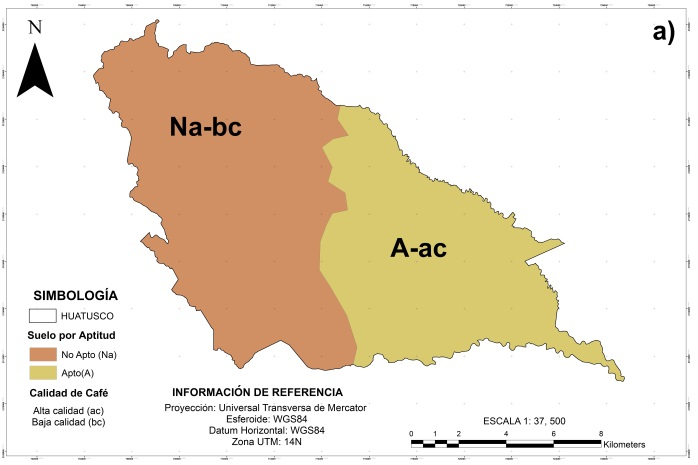 N
a)
Na-bc
A-ac
SIMBOLOGÍA
HUATUSCO
Suelo por Aptitud
No Apto (Na)
Apto(A)
Calidad de Café
Alta calidad (ac)
Baja calidad (bc)
INFORMACIÓN DE REFERENCIA
Proyección: Universal Transversa de Mercator
Esferoide: WGS84
Datum Horizontal: WGS84
Zona UTM: 14N
ESCALA 1: 37, 500
0 1 2 4 6 8
Kilometers